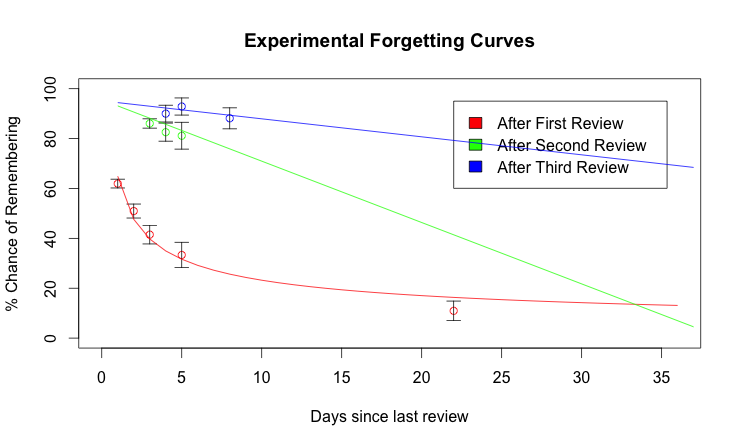 Experimental Forgetting Curves
% Chance of Remembering
100
80
60
40
20
0
After First Review
After Second Review
After Third Review
0 5 10 15 20 25 30 35
Days since last review